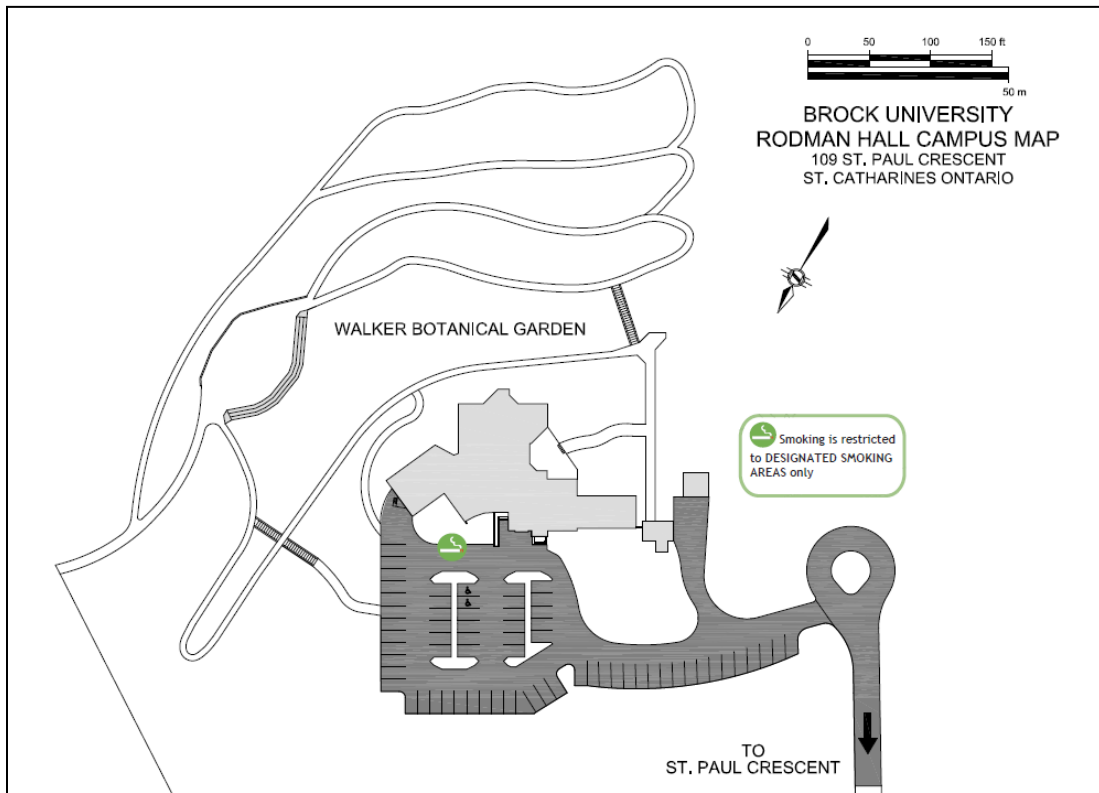 0 50 100 150 ft
50 m
BROCK UNIVERSITY
RODMAN HALL CAMPUS MAP
109 ST. PAUL CRESCENT
ST. CATHARINES ONTARIO
WALKER BOTANICAL GARDEN
Smoking is restricted
to DESIGNATED SMOKING
AREAS only
TO
ST. PAUL CRESCENT